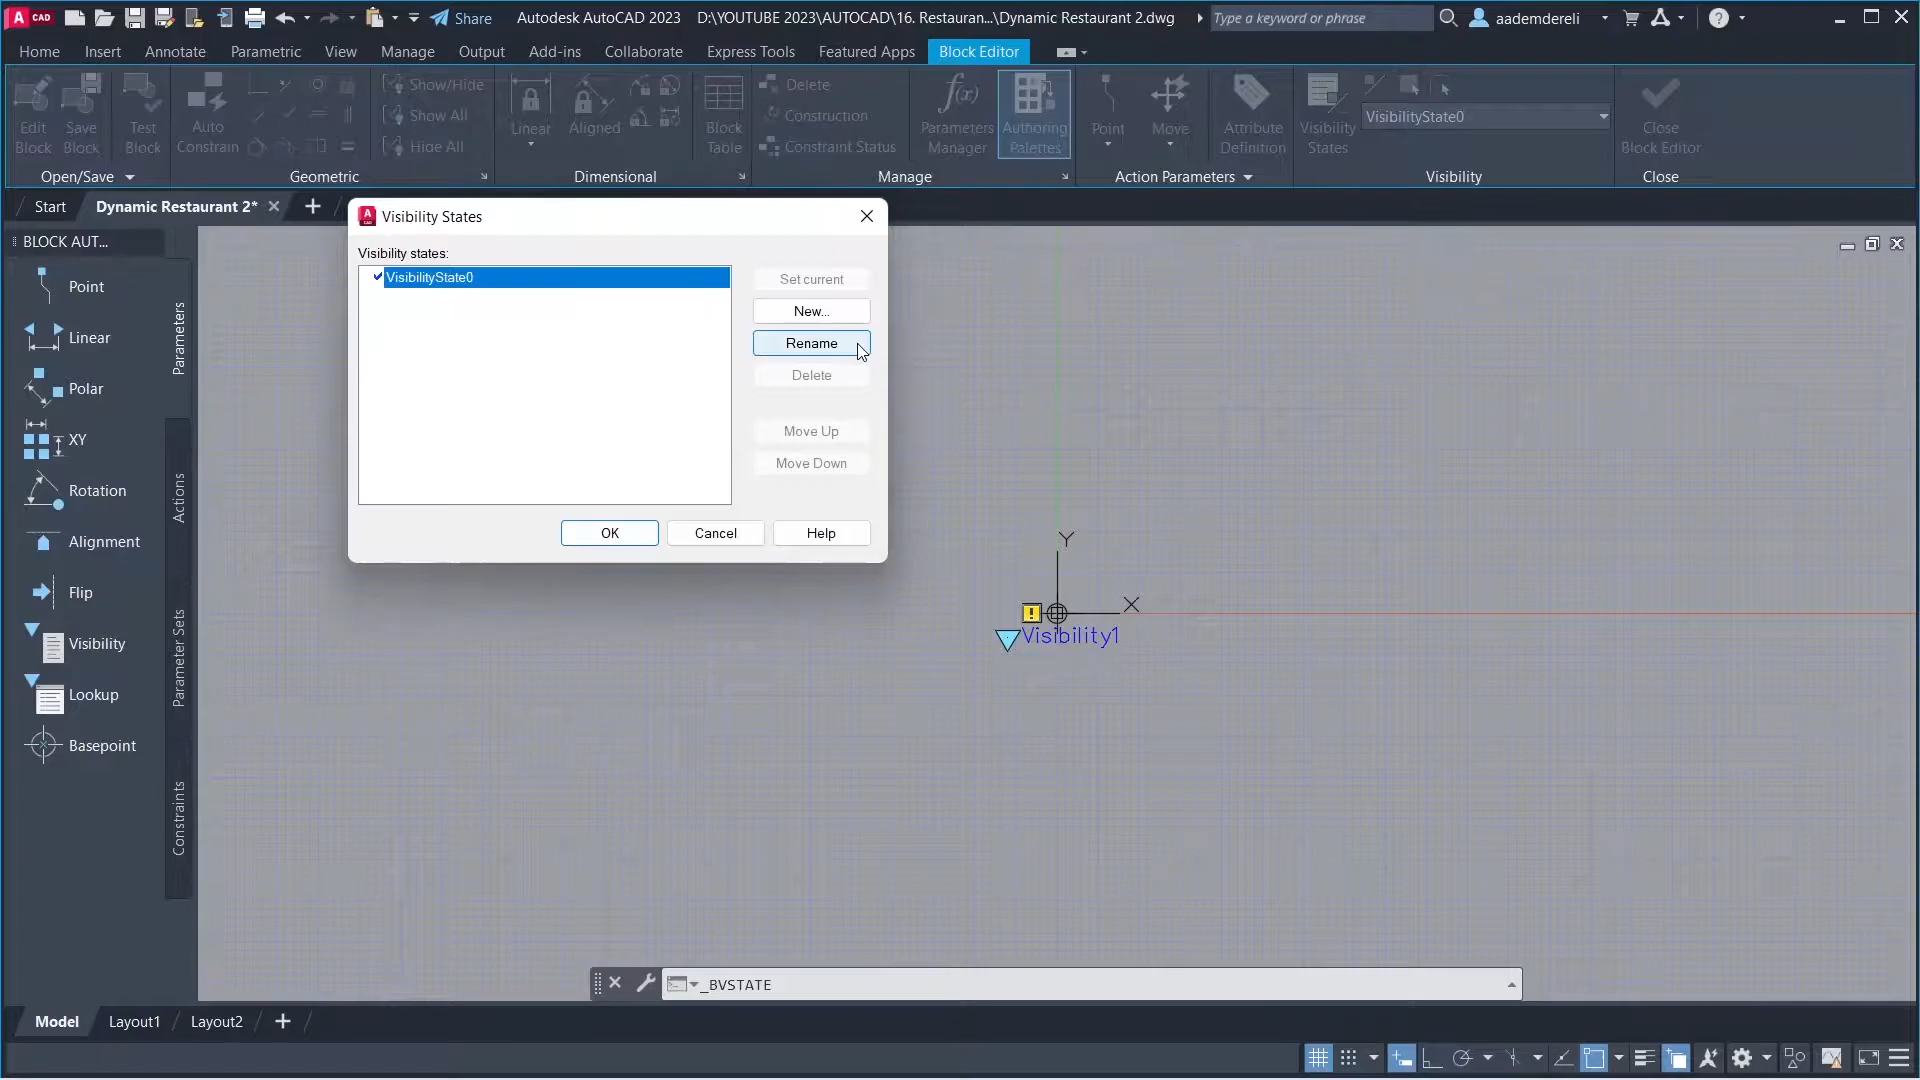 A CAD
Share
Autodesk AutoCAD 2023 D:\YOUTUBE 2023\AUTOCAD\16. Restauran...\Dynamic Restaurant 2.dwg
Type a keyword or phrase
aademdereli
Home Insert Annotate Parametric View Manage Output Add-ins Collaborate Express Tools Featured Apps Block Editor
Edit Block
Save Block
Test Block
Auto Constrain
Show/Hide
Show All
Hide All
Linear
Aligned
Block Table
Delete
Construction
Constraint Status
f(x)
Parameters Manager
Authoring Palettes
Point
Move
Attribute Definition
Visibility States
VisibilityState0
Close Block Editor
Open/Save Geometric Dimensional Manage Action Parameters Visibility Close
Start Dynamic Restaurant 2*
BLOCK AUT...
Point
Linear
Polar
XY
Rotation
Alignment
Flip
Visibility
Lookup
Basepoint
Parameters
Actions
Parameter Sets
Constraints
A
CAD
Visibility States
Visibility states:
VisibilityState0
Set current
New...
Rename
Delete
Move Up
Move Down
OK Cancel Help
Y
X
!
Visibility1
_BVSTATE
Model Layout1 Layout2